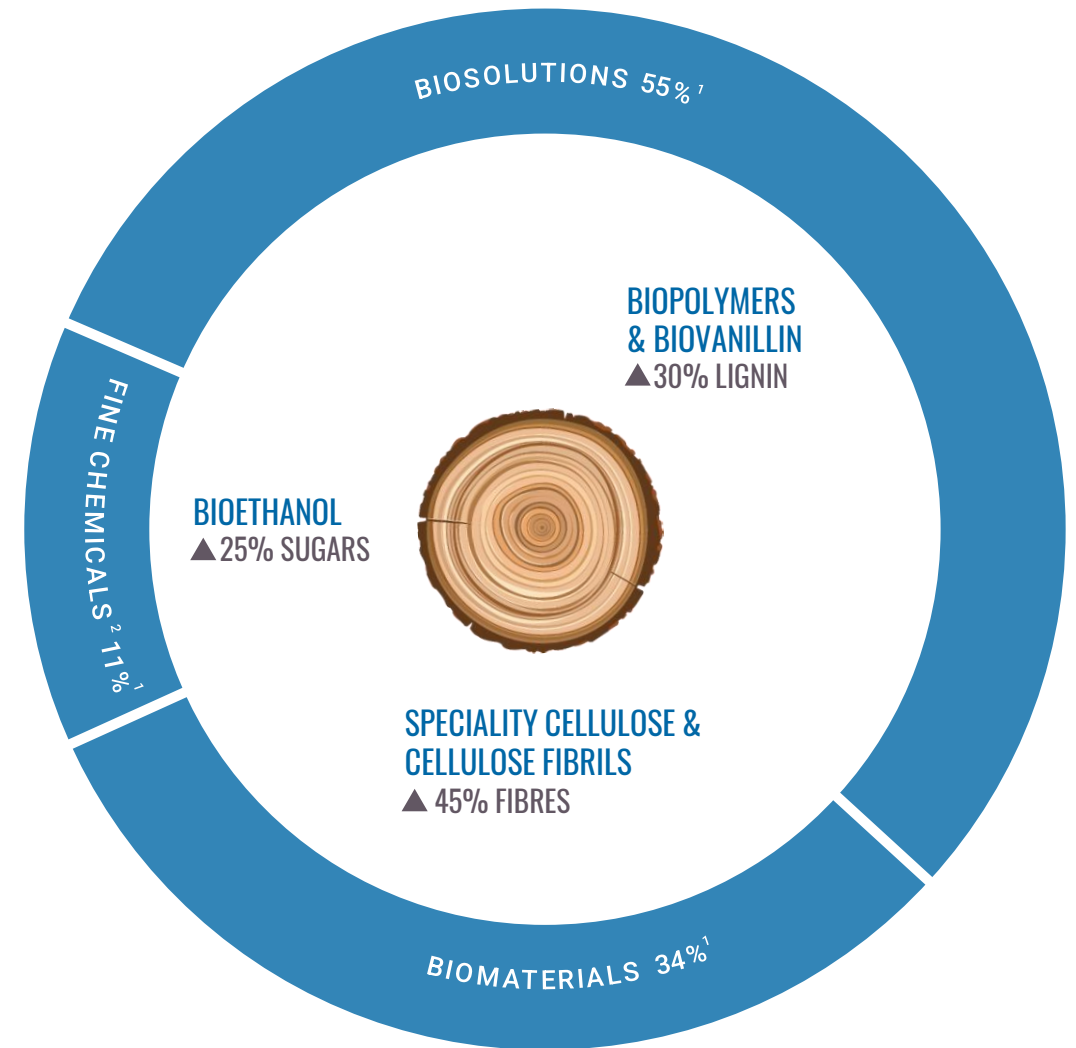 BIOSOLUTIONS 55% ¹
BIOPOLYMERS
& BIOVANILLIN
▲30% LIGNIN
FINE CHEMICALS ² 11% ¹
BIOETHANOL
▲25% SUGARS
SPECIALITY CELLULOSE &
CELLULOSE FIBRILS
▲ 45% FIBRES
BIOMATERIALS 34% ¹